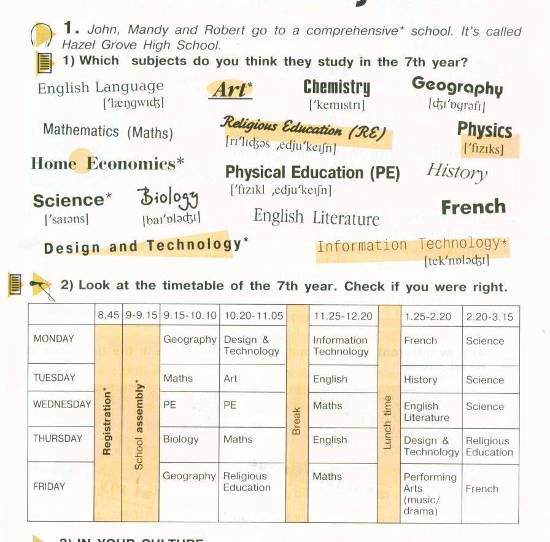 1. John, Mandy and Robert go to a comprehensive* school. It's called
Hazel Grove High School.
1) Which subjects do you think they study in the 7th year?
English Language Art* Chemistry Geography
['læŋgwɪdʒ] ['kemɪstrɪ] [dʒɪ'ɒgrəfɪ]
Mathematics (Maths) Religious Education (RE) Physics
[rɪ'lɪdʒəs ,edju'keɪʃn] ['fɪzɪks]
Home Economics* Physical Education (PE) History
['fɪzɪkl ,edju'keɪʃn]
Science* Biology English Literature French
['saɪəns] [baɪ'ɒlədʒɪ]
Design and Technology* Information Technology*
[tek'nɒlədʒɪ]
2) Look at the timetable of the 7th year. Check if you were right.
8.45 9-9.15 9.15-10.10 10.20-11.05 11.25-12.20 1.25-2.20 2.20-3.15
Registration*
School assembly*
Break
Lunch time
MONDAY Geography Design & Information French Science
Technology Technology
TUESDAY Maths Art English History Science
WEDNESDAY PE PE Maths English Science
Literature
THURSDAY Biology Maths English Design & Religious
Technology Education
FRIDAY Geography Religious Maths Performing French
Education Arts
(music/
drama)